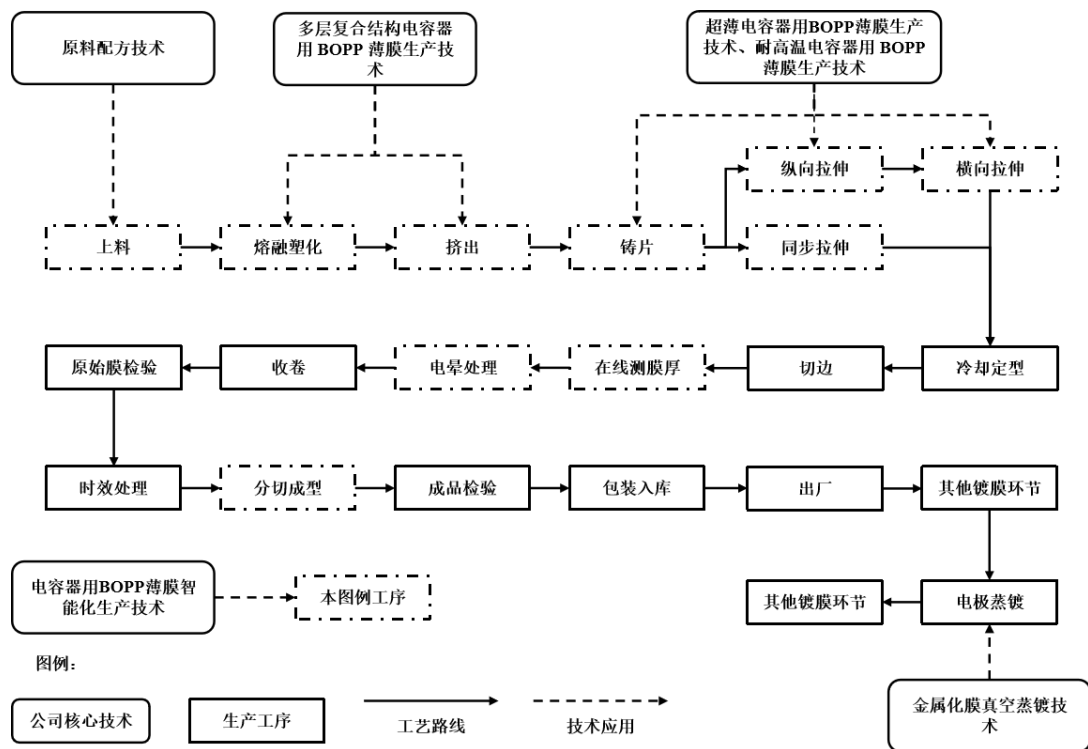 原料配方技术
多层复合结构电容器
用 BOPP 薄膜生产技
术
超薄电容器用BOPP薄膜生产
技术、耐高温电容器用 BOPP
薄膜生产技术
纵向拉伸
横向拉伸
上料
熔融塑化
挤出
铸片
同步拉伸
原始膜检验
收卷
电晕处理
在线测膜厚
切边
冷却定型
时效处理
分切成型
成品检验
包装入库
出厂
其他镀膜环节
电容器用BOPP薄膜智
能化生产技术
本图例工序
其他镀膜环节
电极蒸镀
图例：
公司核心技术
生产工序
工艺路线
技术应用
金属化膜真空蒸镀技
术